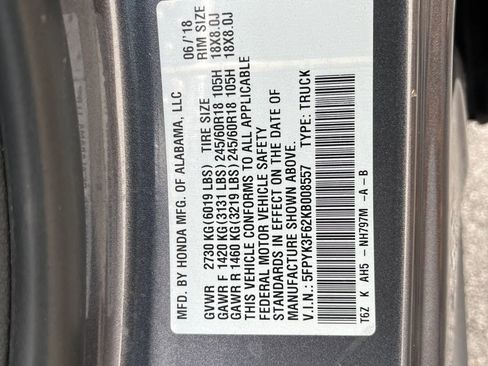 MFD. BY HONDA MFG. OF ALABAMA, LLC 06/'18
GVWR 2730 KG(6019 LBS) TIRE SIZE RIM SIZE
GAWR F 1420 KG(3131 LBS) 245/60R18 105H 18X8.0J
GAWR R 1460 KG(3219 LBS) 245/60R18 105H 18X8.0J
THIS VEHICLE CONFORMS TO ALL APPLICABLE
FEDERAL MOTOR VEHICLE SAFETY
STANDARDS IN EFFECT ON THE DATE OF
MANUFACTURE SHOWN ABOVE.
V.I.N.: 5FPYK3F62KB008557 TYPE: TRUCK
T6Z K AH5 -NH797M -A-B